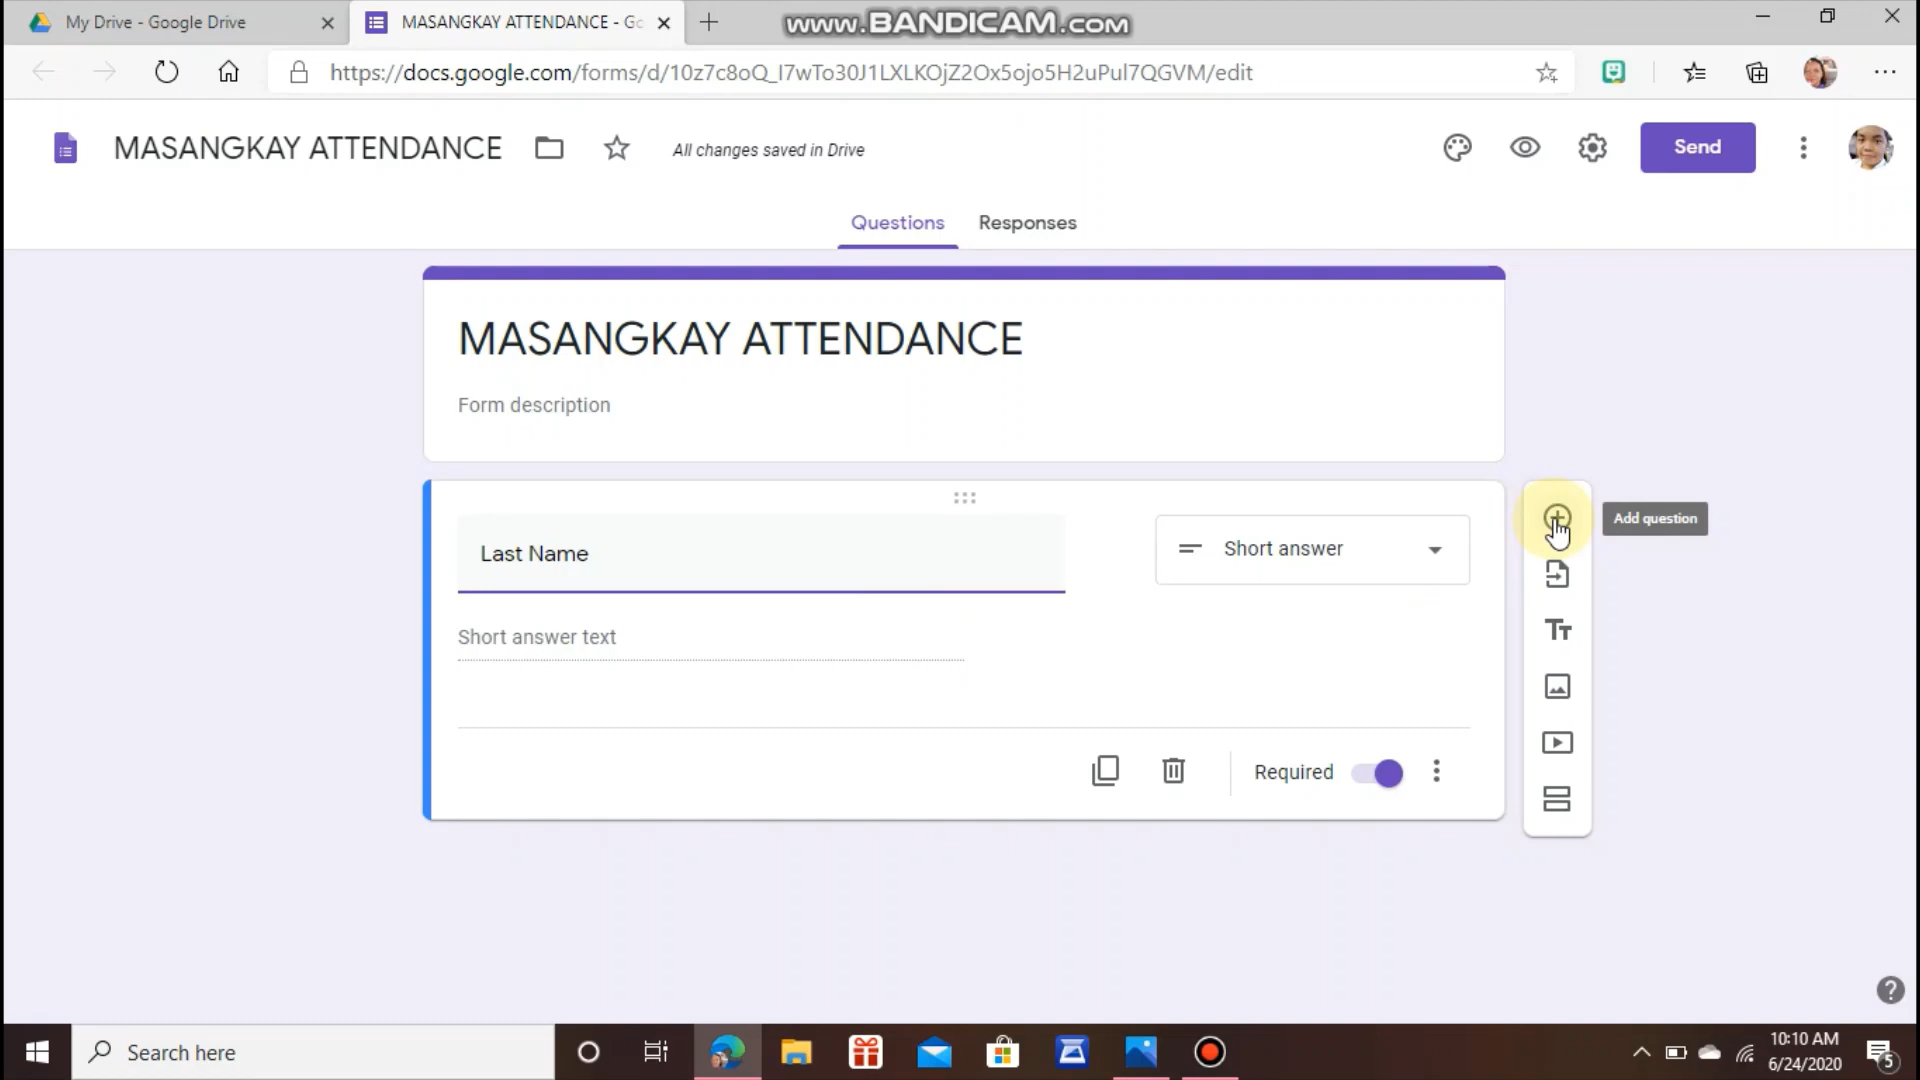 My Drive - Google Drive
MASANGKAY ATTENDANCE - Go
www.BANDICAM.com
https://docs.google.com/forms/d/10z7c8oQ_I7wTo30J1LXLKOjZ2Ox5ojo5H2uPul7QGVM/edit
MASANGKAY ATTENDANCE
All changes saved in Drive
Send
Questions
Responses
MASANGKAY ATTENDANCE
Form description
Last Name
Short answer
Add question
Short answer text
Required
Search here
10:10 AM
6/24/2020
5